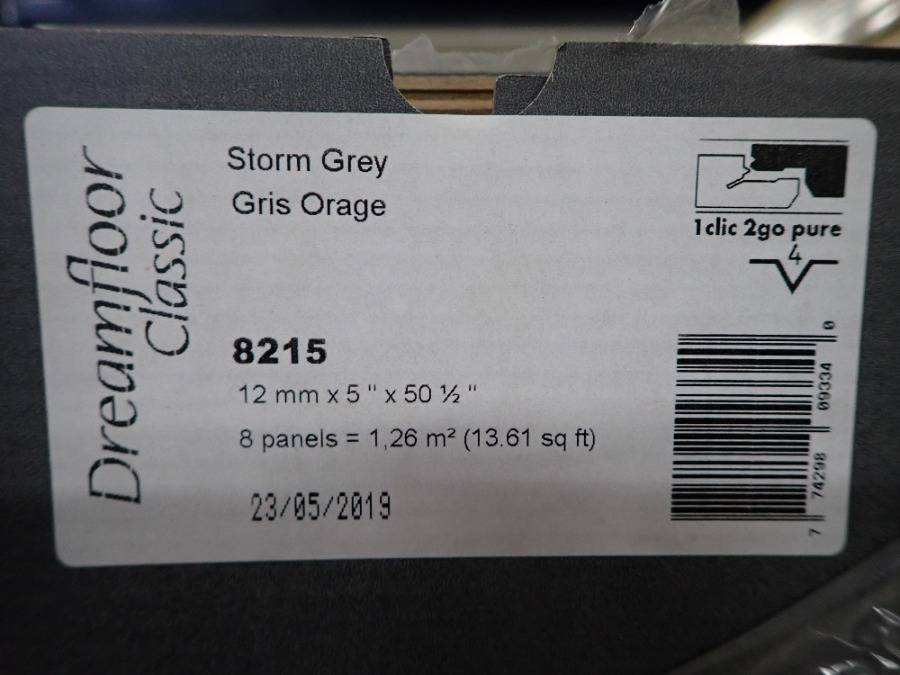 Dreamfloor
Classic
Storm Grey
Gris Orage
8215
12 mm x 5 " x 50 ½ "
8 panels = 1,26 m² (13.61 sq ft)
23/05/2019
1clic 2go pure
4
7 74298 09334 0